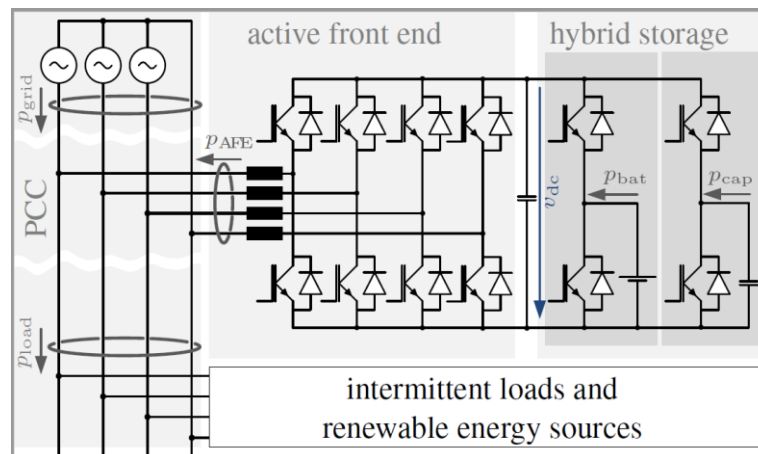 active front end
hybrid storage
p_grid
p_AFE
PCC
v_dc
p_bat
p_cap
p_load
intermittent loads and
renewable energy sources